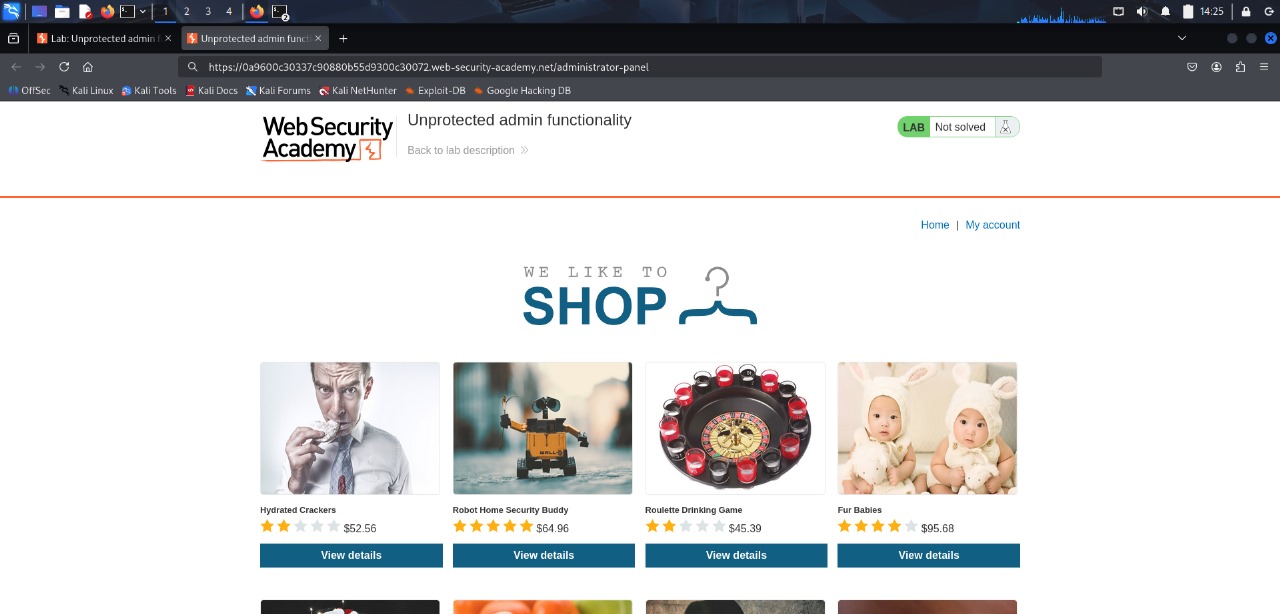 1 2 3 4 2 14:25
Lab: Unprotected admin f × Unprotected admin funct × +
https://0a9600c30337c90880b55d9300c30072.web-security-academy.net/administrator-panel
OffSec Kali Linux Kali Tools Kali Docs Kali Forums Kali NetHunter Exploit-DB Google Hacking DB
Web Security
Academy
Unprotected admin functionality
Back to lab description
LAB Not solved
Home | My account
WE LIKE TO
SHOP
WALL-E
Hydrated Crackers
$52.56
View details
Robot Home Security Buddy
$64.96
View details
Roulette Drinking Game
$45.39
View details
Fur Babies
$95.68
View details